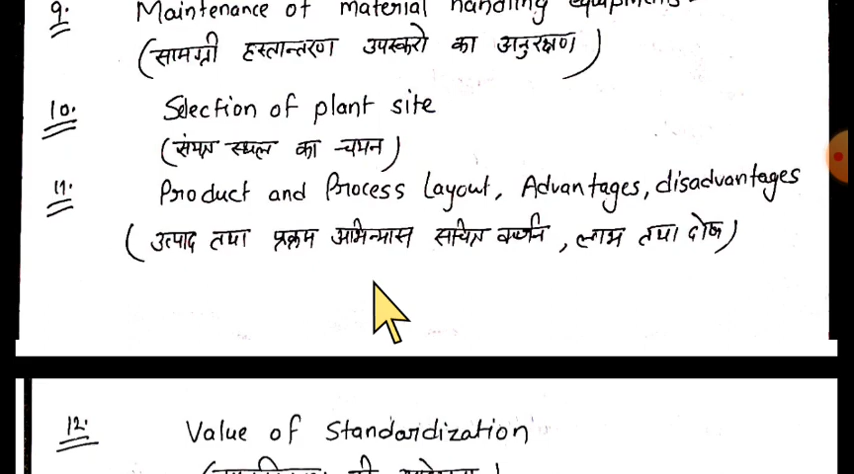 9. Maintenance of material handling equipments
(सामग्री हस्तान्तरण उपस्करो का अनुरक्षण)
10. Selection of plant site
(संयत्र स्थल का चयन)
11. Product and Process Layout, Advantages, disadvantages
(उत्पाद तथा प्रक्रम अभिन्यास सचित्र वर्णन, लाभ तथा दोष)
12. Value of Standardization